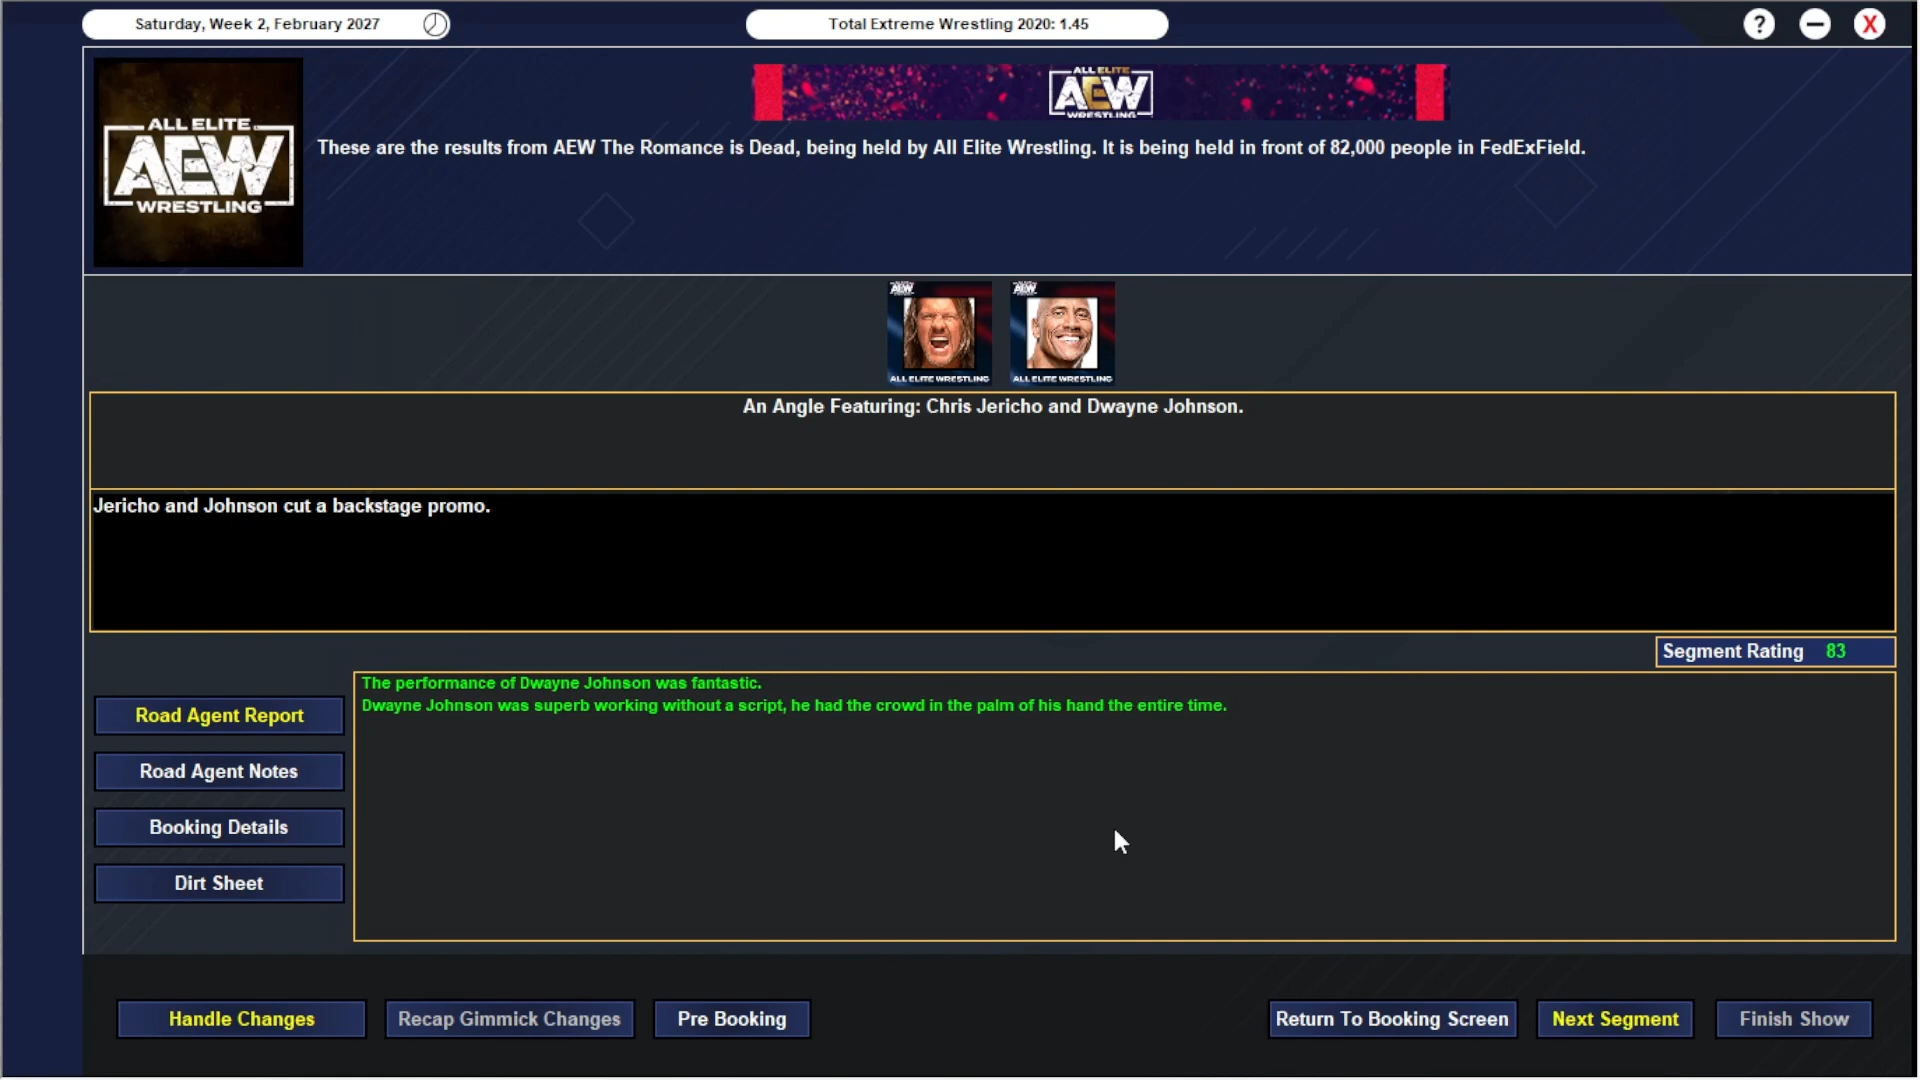 Saturday, Week 2, February 2027
Total Extreme Wrestling 2020: 1.45
?
X
ALL ELITE
AEW
WRESTLING
ALL ELITE
AEW
WRESTLING
These are the results from AEW The Romance is Dead, being held by All Elite Wrestling. It is being held in front of 82,000 people in FedExField.
AEW
ALL ELITE WRESTLING
AEW
ALL ELITE WRESTLING
An Angle Featuring: Chris Jericho and Dwayne Johnson.
Jericho and Johnson cut a backstage promo.
Segment Rating 83
Road Agent Report
Road Agent Notes
Booking Details
Dirt Sheet
The performance of Dwayne Johnson was fantastic.
Dwayne Johnson was superb working without a script, he had the crowd in the palm of his hand the entire time.
Handle Changes
Recap Gimmick Changes
Pre Booking
Return To Booking Screen
Next Segment
Finish Show